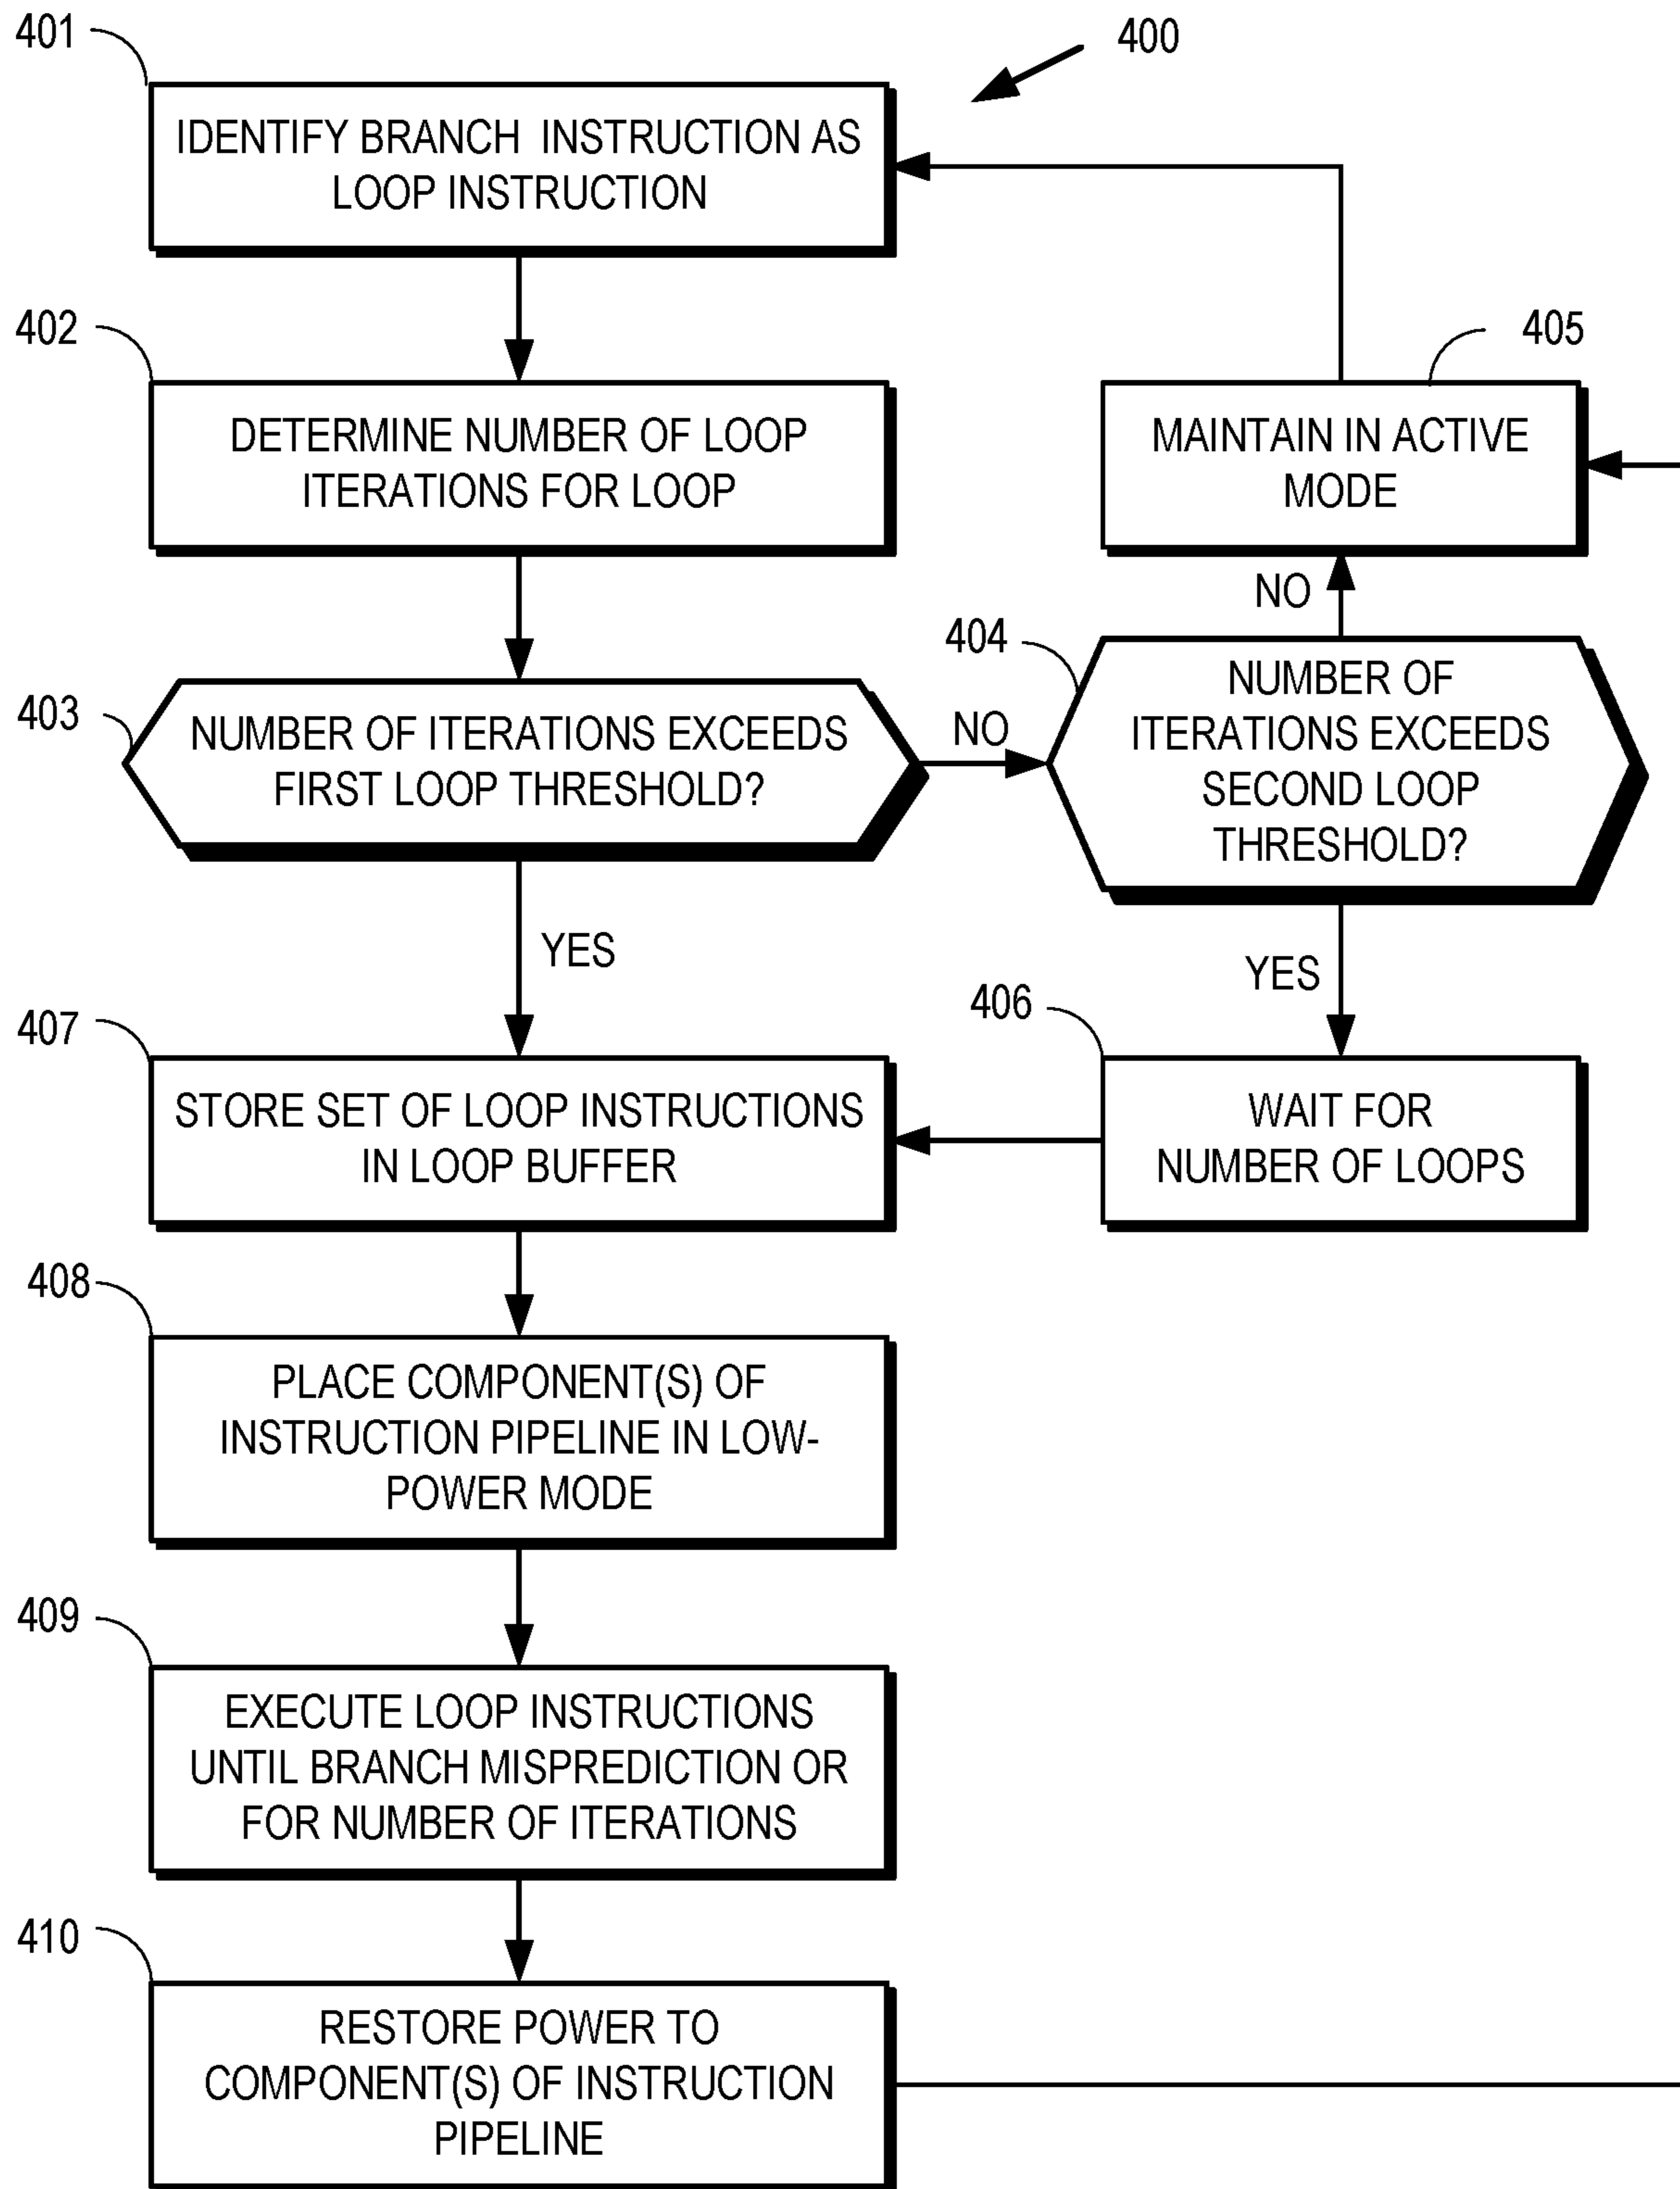 401
400
IDENTIFY BRANCH INSTRUCTION AS
LOOP INSTRUCTION
402
DETERMINE NUMBER OF LOOP
ITERATIONS FOR LOOP
405
MAINTAIN IN ACTIVE
MODE
NO
403
NUMBER OF ITERATIONS EXCEEDS
FIRST LOOP THRESHOLD?
NO
404
NUMBER OF
ITERATIONS EXCEEDS
SECOND LOOP
THRESHOLD?
YES
YES
406
WAIT FOR
NUMBER OF LOOPS
407
STORE SET OF LOOP INSTRUCTIONS
IN LOOP BUFFER
408
PLACE COMPONENT(S) OF
INSTRUCTION PIPELINE IN LOW-
POWER MODE
409
EXECUTE LOOP INSTRUCTIONS
UNTIL BRANCH MISPREDICTION OR
FOR NUMBER OF ITERATIONS
410
RESTORE POWER TO
COMPONENT(S) OF INSTRUCTION
PIPELINE